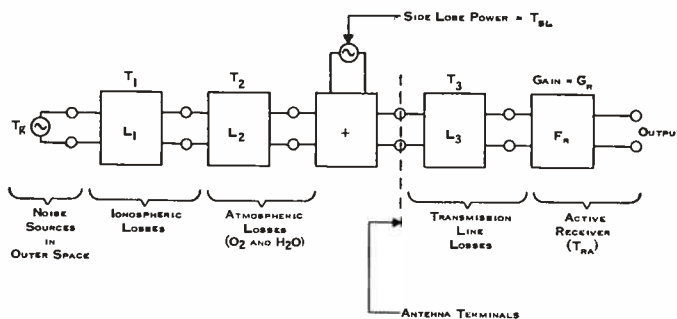 SIDE LOBE POWER = T_SL
T_1
T_2
T_3
GAIN = G_R
T_g
L_1
L_2
+
L_3
F_R
OUTPUT
NOISE
SOURCES
IN
OUTER SPACE
IONOSPHERIC
LOSSES
ATMOSPHERIC
LOSSES
(O2 AND H2O)
TRANSMISSION
LINE
LOSSES
ACTIVE
RECEIVER
(T_RA)
ANTENNA TERMINALS